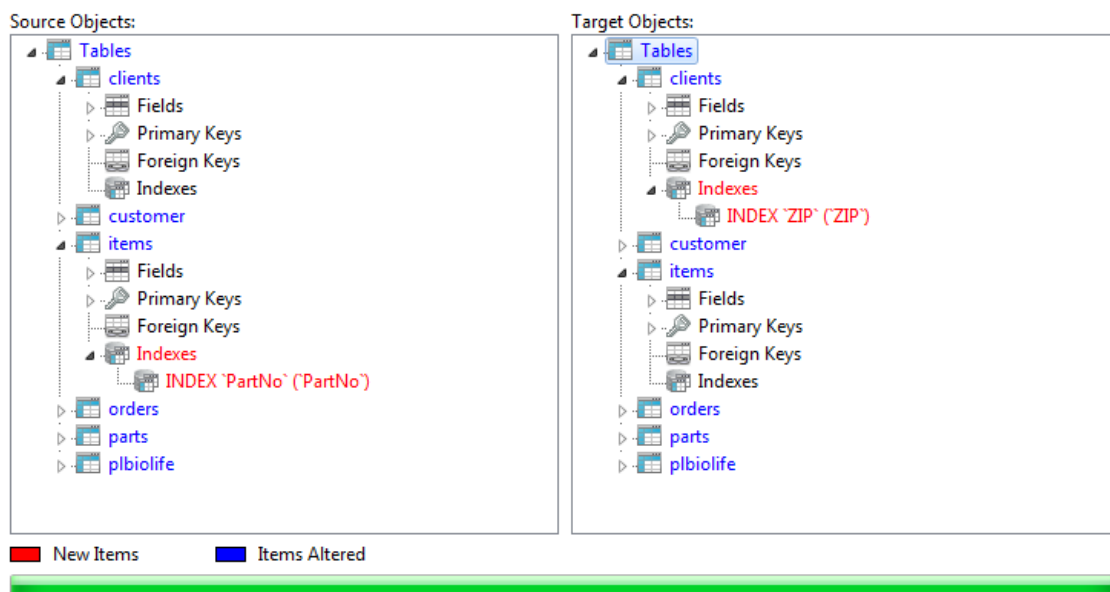 Source Objects:
Tables
clients
Fields
Primary Keys
Foreign Keys
Indexes
customer
items
Fields
Primary Keys
Foreign Keys
Indexes
INDEX `PartNo` (`PartNo`)
orders
parts
plbiolife
Target Objects:
Tables
clients
Fields
Primary Keys
Foreign Keys
Indexes
INDEX `ZIP` (`ZIP`)
customer
items
Fields
Primary Keys
Foreign Keys
Indexes
orders
parts
plbiolife
New Items
Items Altered